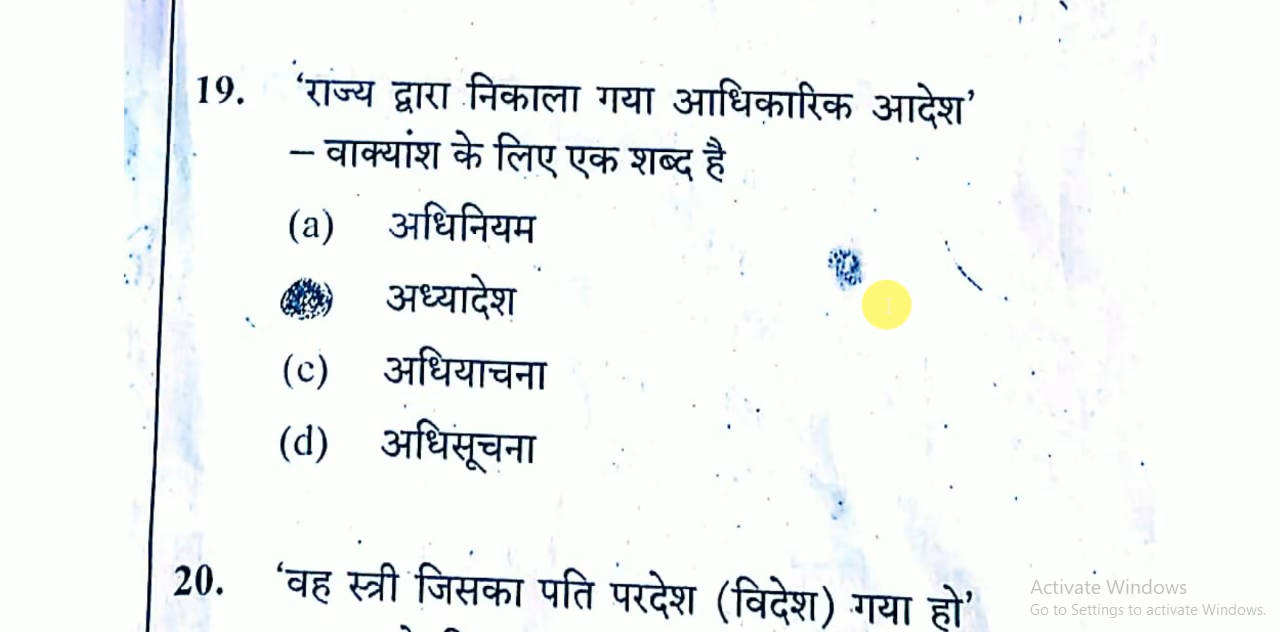 19. 'राज्य द्वारा निकाला गया आधिकारिक आदेश'
– वाक्यांश के लिए एक शब्द है
(a) अधिनियम
अध्यादेश
(c) अधियाचना
(d) अधिसूचना
20. 'वह स्त्री जिसका पति परदेश (विदेश) गया हो'
Activate Windows
Go to Settings to activate Windows.